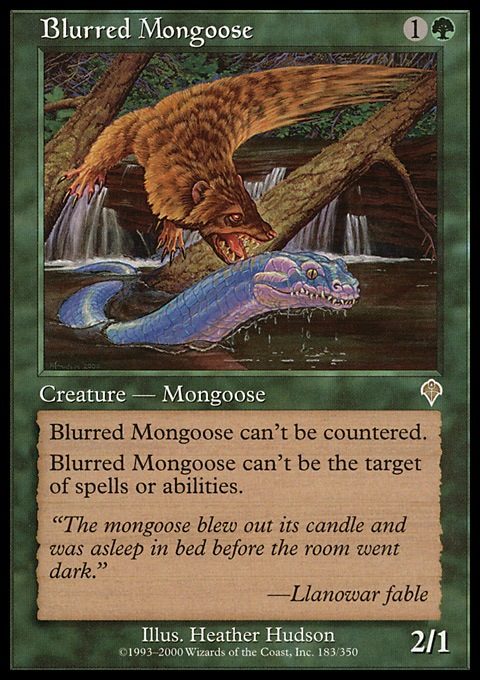 Blurred Mongoose 1
Creature — Mongoose
Blurred Mongoose can't be countered.
Blurred Mongoose can't be the target
of spells or abilities.
"The mongoose blew out its candle and
was asleep in bed before the room went
dark."
—Llanowar fable
Illus. Heather Hudson
©1993–2000 Wizards of the Coast, Inc. 183/350
2/1